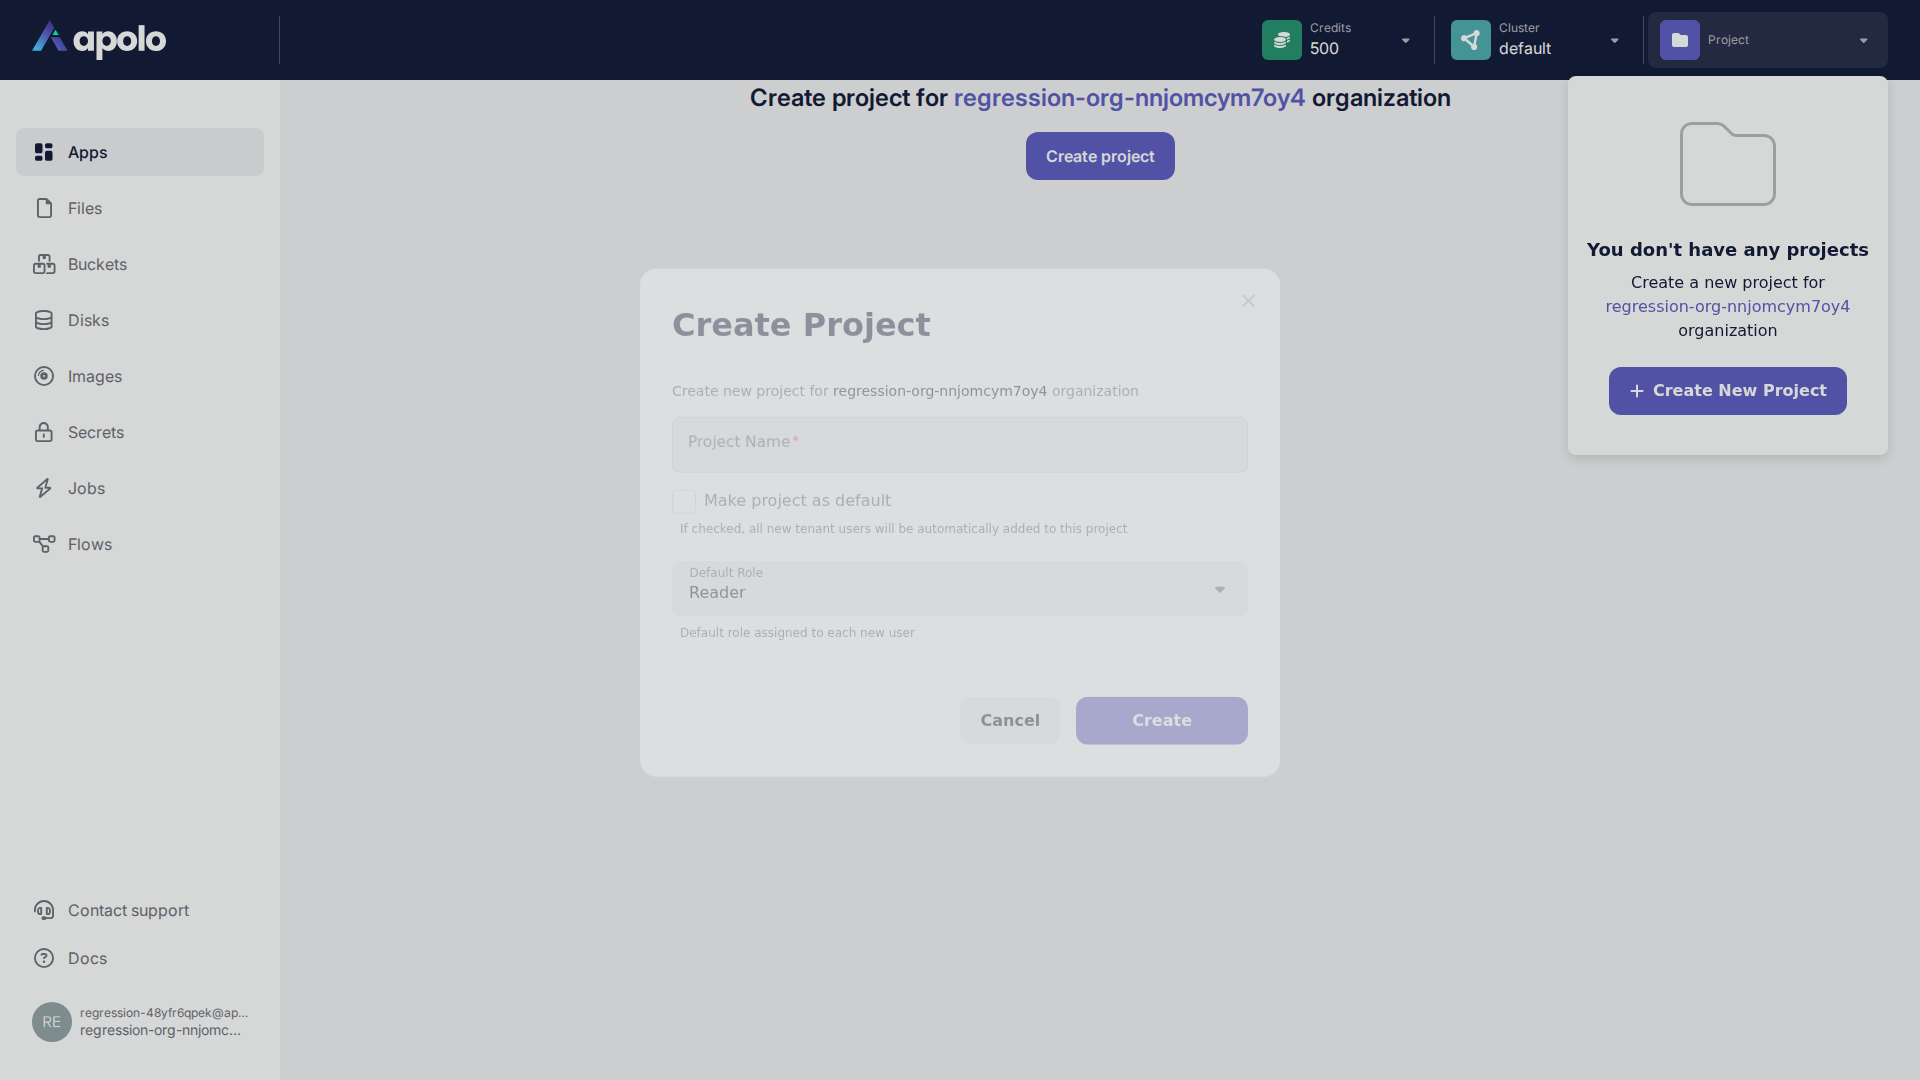 apolo
Credits
500
Cluster
default
Project
Create project for regression-org-nnjomcym7oy4 organization
Create project
Apps
Files
Buckets
Disks
Images
Secrets
Jobs
Flows
Contact support
Docs
RE
regression-48yfr6qpek@ap...
regression-org-nnjomc...
You don't have any projects
Create a new project for
regression-org-nnjomcym7oy4
organization
Create New Project
Create Project
Create new project for regression-org-nnjomcym7oy4 organization
Project Name*
Make project as default
If checked, all new tenant users will be automatically added to this project
Default Role
Reader
Default role assigned to each new user
Cancel
Create